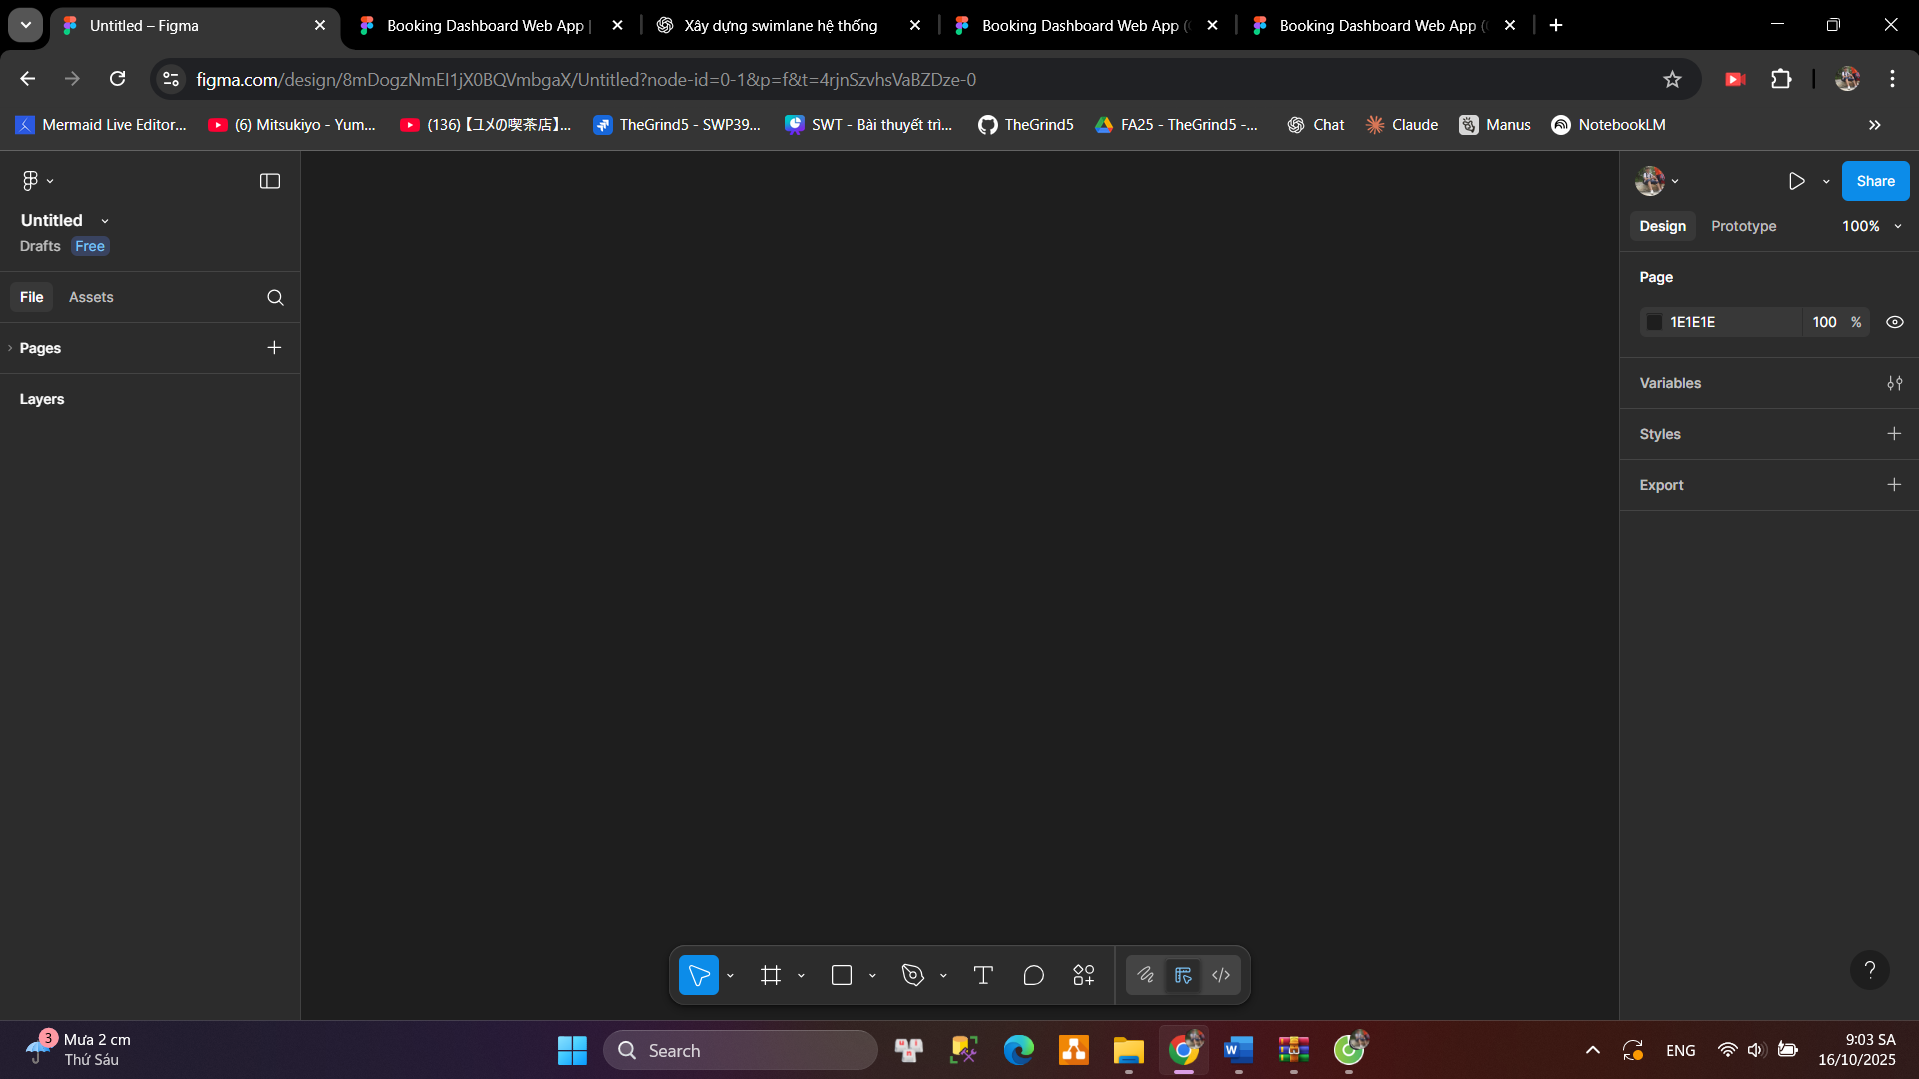 Untitled – Figma
Booking Dashboard Web App |
Xây dựng swimlane hệ thống
Booking Dashboard Web App (
Booking Dashboard Web App (
figma.com/design/8mDogzNmEI1jX0BQVmbgaX/Untitled?node-id=0-1&p=f&t=4rjnSzvhsVaBZDze-0
Mermaid Live Editor...
(6) Mitsukiyo - Yum...
(136)【ユメの喫茶店】...
TheGrind5 - SWP39...
SWT - Bài thuyết trì...
TheGrind5
FA25 - TheGrind5 -...
Chat
Claude
Manus
NotebookLM
Untitled
Drafts Free
File Assets
Pages
Layers
Share
Design Prototype 100%
Page
1E1E1E 100 %
Variables
Styles
Export
?
3
Mưa 2 cm
Thứ Sáu
Search
ENG
9:03 SA
16/10/2025